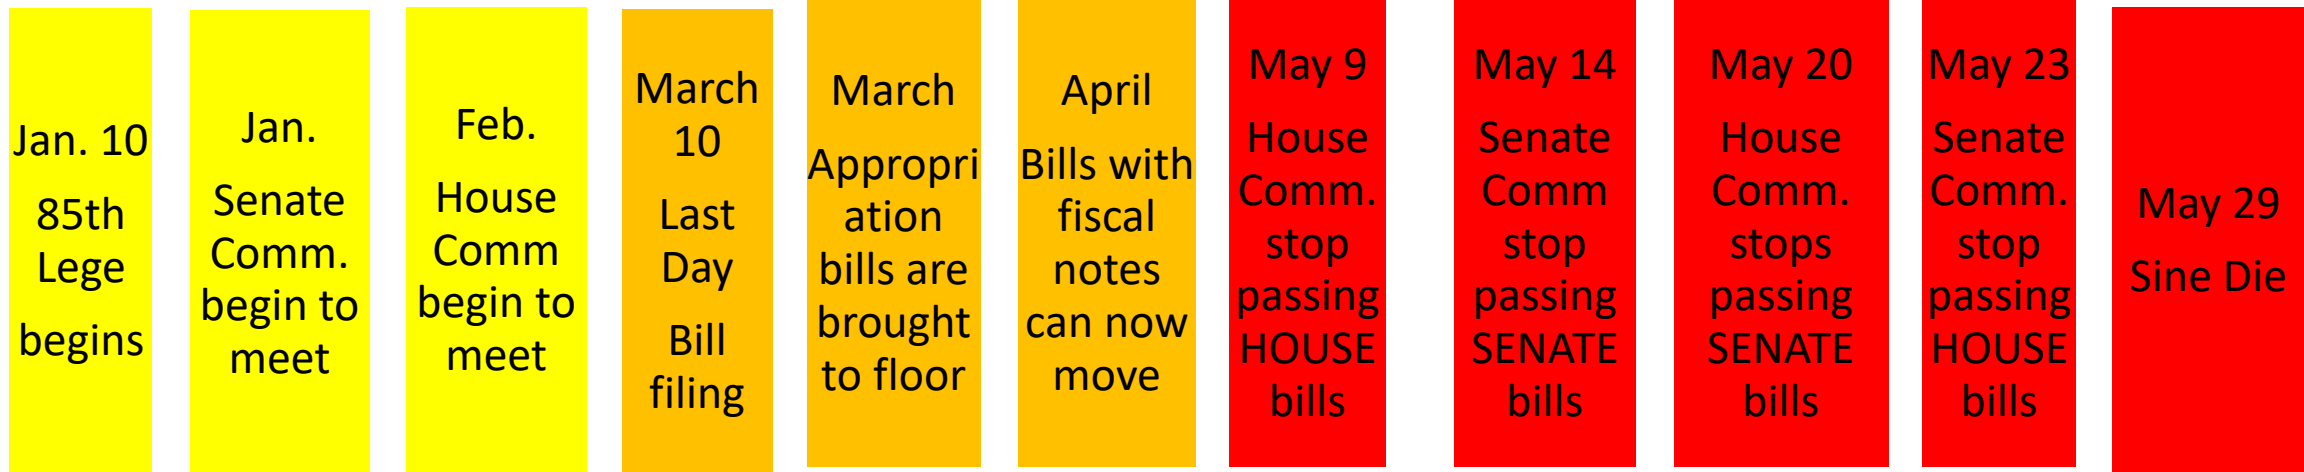 Jan. 10
85th
Lege
begins
Jan.
Senate
Comm.
begin to
meet
Feb.
House
Comm
begin to
meet
March
10
Last
Day
Bill
filing
March
Appropri
ation
bills are
brought
to floor
April
Bills with
fiscal
notes
can now
move
May 9
House
Comm.
stop
passing
HOUSE
bills
May 14
Senate
Comm
stop
passing
SENATE
bills
May 20
House
Comm.
stops
passing
SENATE
bills
May 23
Senate
Comm.
stop
passing
HOUSE
bills
May 29
Sine Die